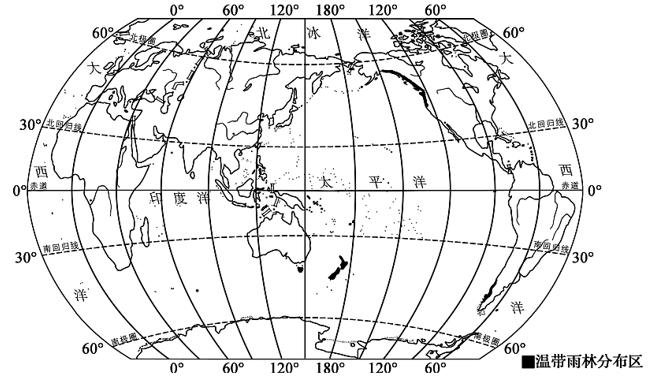 0° 60° 120° 180° 120° 60°
60° 北极圈 北 冰 洋 北极圈 60°
大 大
30° 北回归线 北回归线 30°
西 西
0° 赤道 印 度 洋 太 平 洋 赤道 0°
30° 南回归线 南回归线 30°
洋 洋
60° 南极圈 南极圈 60°
0° 60° 120° 180° 120° 60°
■温带雨林分布区